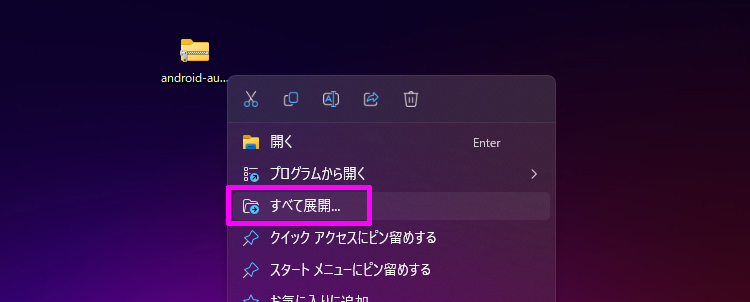 android-au...
開く Enter
プログラムから開く
すべて展開...
クイック アクセスにピン留めする
スタート メニューにピン留めする
お気に入りに追加